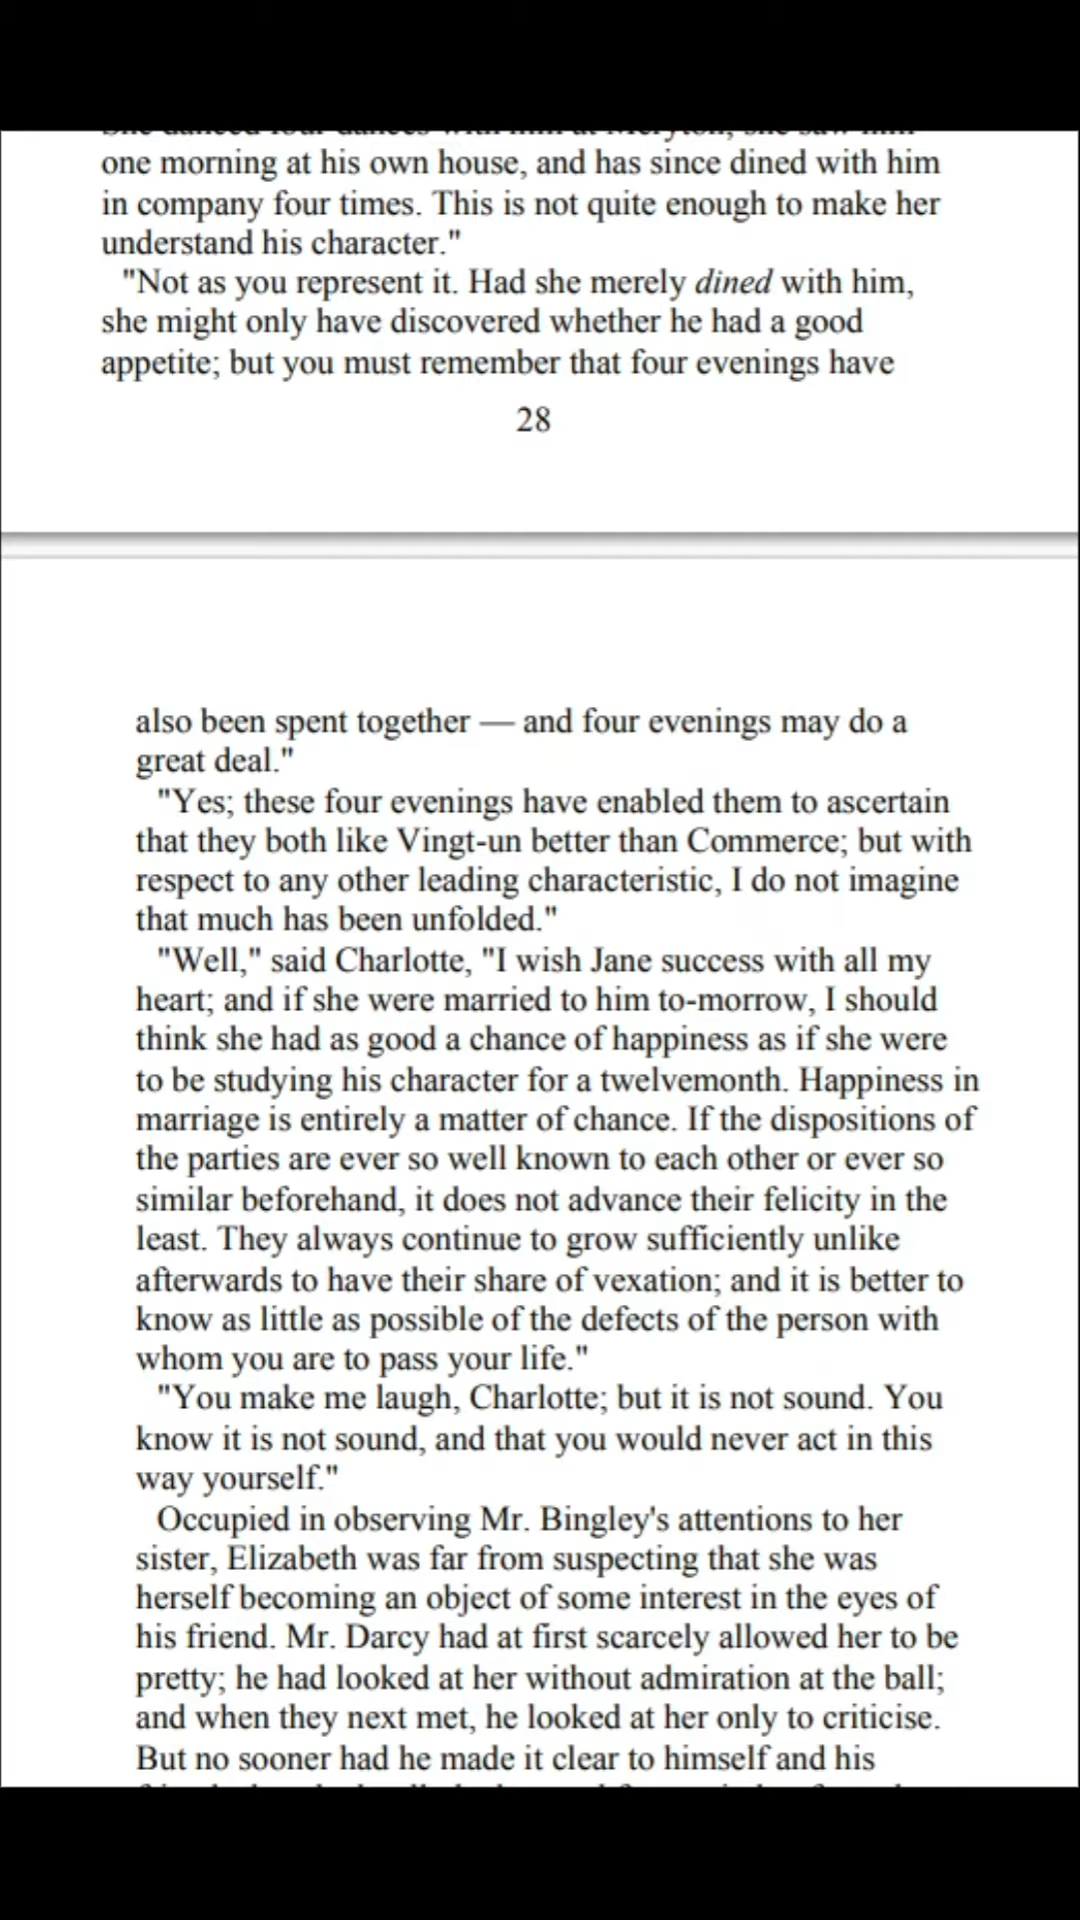 one morning at his own house, and has since dined with him
in company four times. This is not quite enough to make her
understand his character."
"Not as you represent it. Had she merely dined with him,
she might only have discovered whether he had a good
appetite; but you must remember that four evenings have
28
also been spent together — and four evenings may do a
great deal."
"Yes; these four evenings have enabled them to ascertain
that they both like Vingt-un better than Commerce; but with
respect to any other leading characteristic, I do not imagine
that much has been unfolded."
"Well," said Charlotte, "I wish Jane success with all my
heart; and if she were married to him to-morrow, I should
think she had as good a chance of happiness as if she were
to be studying his character for a twelvemonth. Happiness in
marriage is entirely a matter of chance. If the dispositions of
the parties are ever so well known to each other or ever so
similar beforehand, it does not advance their felicity in the
least. They always continue to grow sufficiently unlike
afterwards to have their share of vexation; and it is better to
know as little as possible of the defects of the person with
whom you are to pass your life."
"You make me laugh, Charlotte; but it is not sound. You
know it is not sound, and that you would never act in this
way yourself."
Occupied in observing Mr. Bingley's attentions to her
sister, Elizabeth was far from suspecting that she was
herself becoming an object of some interest in the eyes of
his friend. Mr. Darcy had at first scarcely allowed her to be
pretty; he had looked at her without admiration at the ball;
and when they next met, he looked at her only to criticise.
But no sooner had he made it clear to himself and his